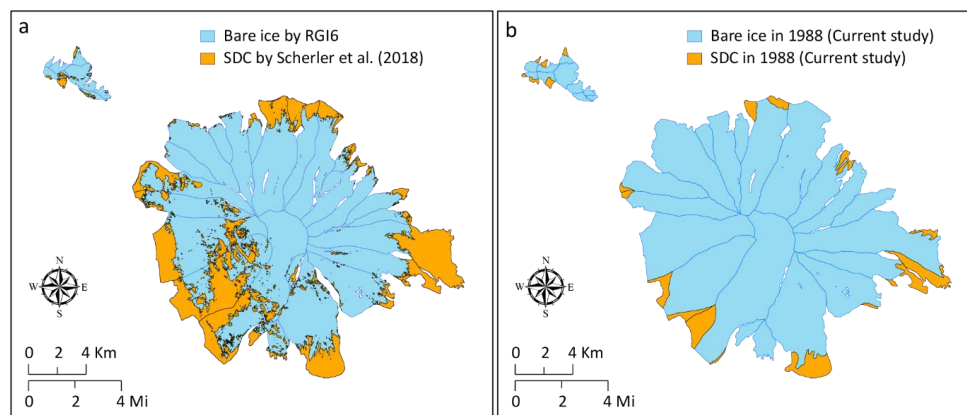 a
Bare ice by RGI6
SDC by Scherler et al. (2018)
N
W E
S
0 2 4 Km
0 2 4 Mi
b
Bare ice in 1988 (Current study)
SDC in 1988 (Current study)
N
W E
S
0 2 4 Km
0 2 4 Mi